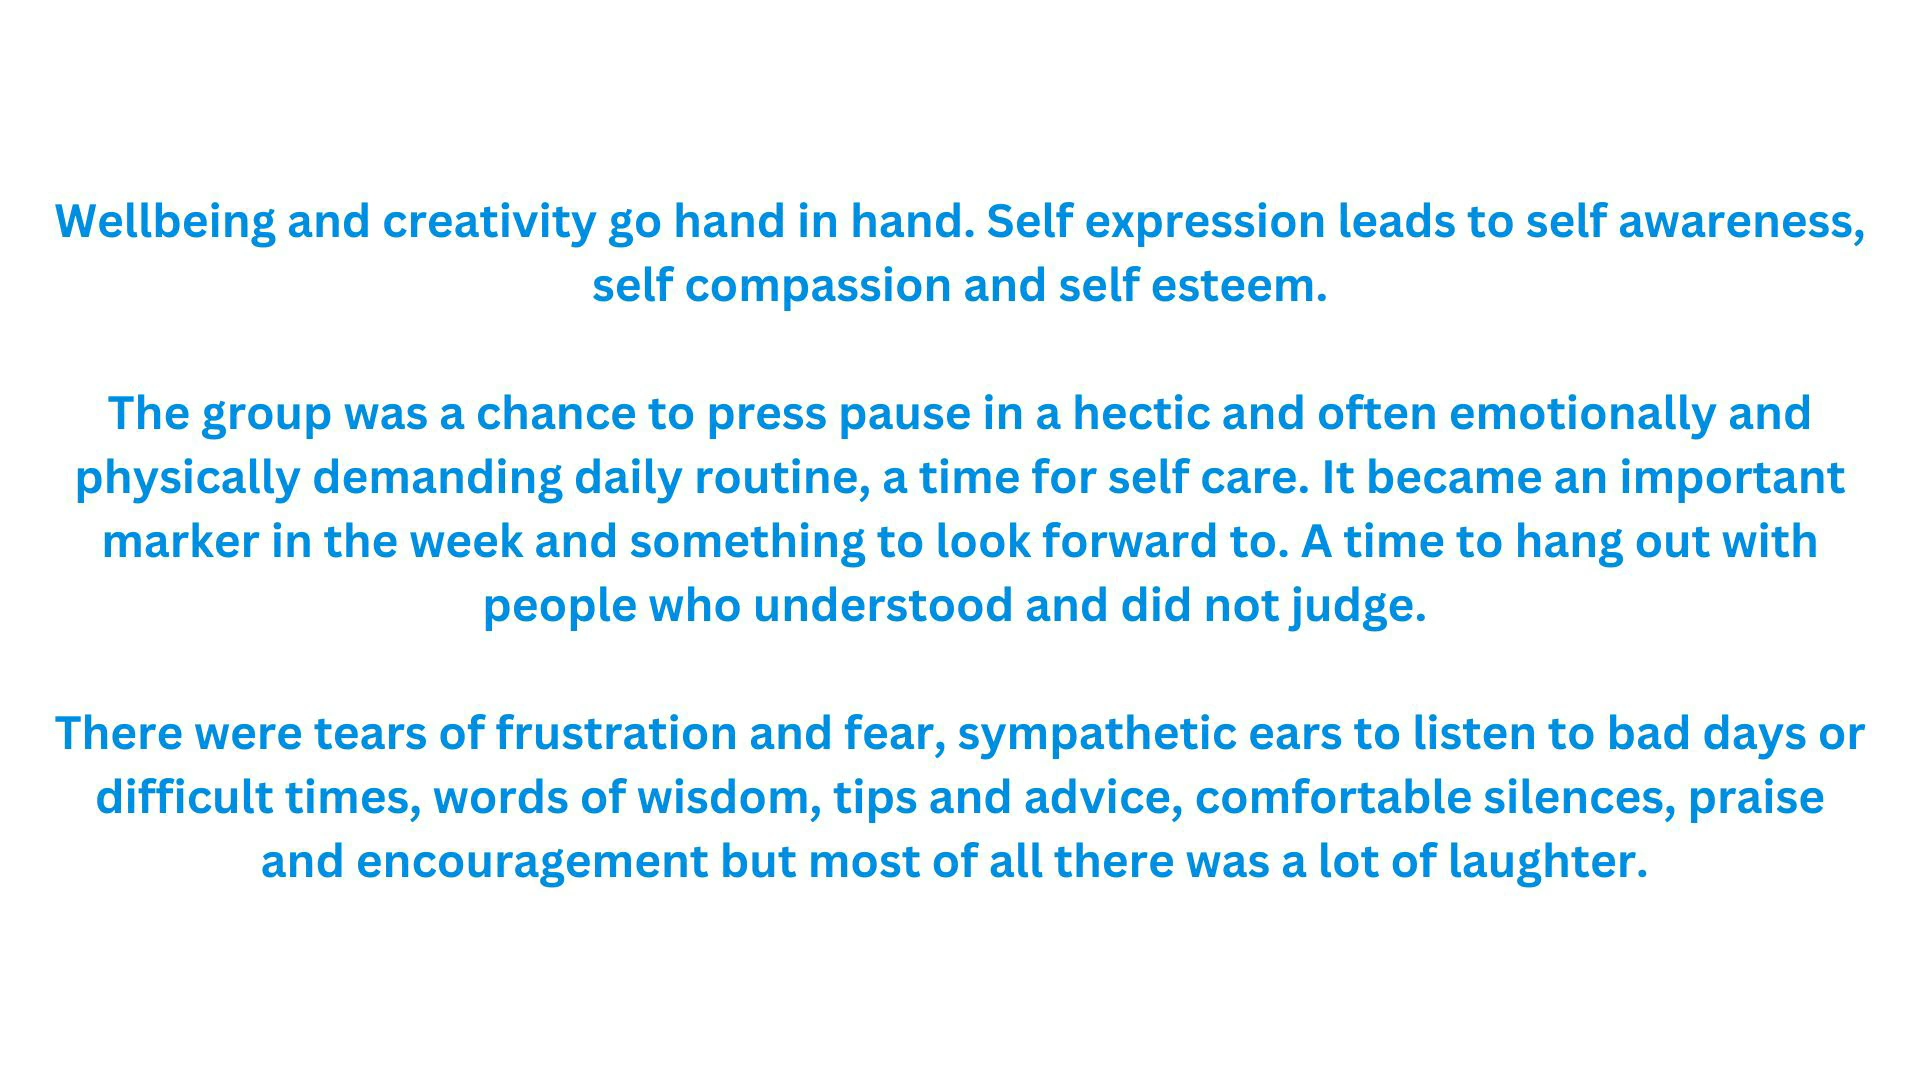 Wellbeing and creativity go hand in hand. Self expression leads to self awareness,
self compassion and self esteem.
The group was a chance to press pause in a hectic and often emotionally and
physically demanding daily routine, a time for self care. It became an important
marker in the week and something to look forward to. A time to hang out with
people who understood and did not judge.
There were tears of frustration and fear, sympathetic ears to listen to bad days or
difficult times, words of wisdom, tips and advice, comfortable silences, praise
and encouragement but most of all there was a lot of laughter.